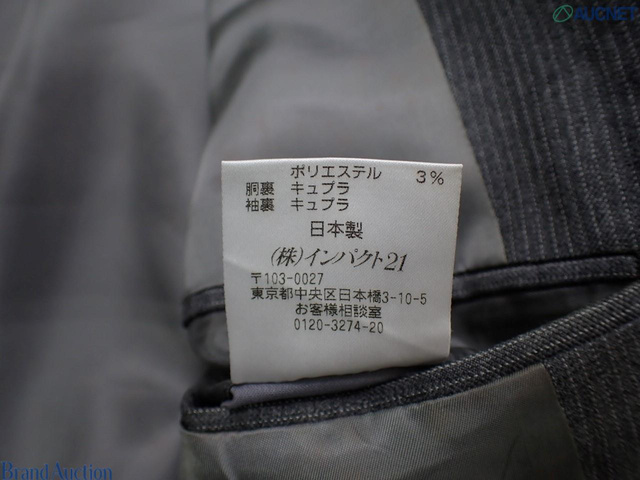 AUCNET
ポリエステル 3%
胴裏 キュプラ
袖裏 キュプラ
日本製
(株)インパクト21
〒103-0027
東京都中央区日本橋3-10-5
お客様相談室
0120-3274-20
Brand Auction